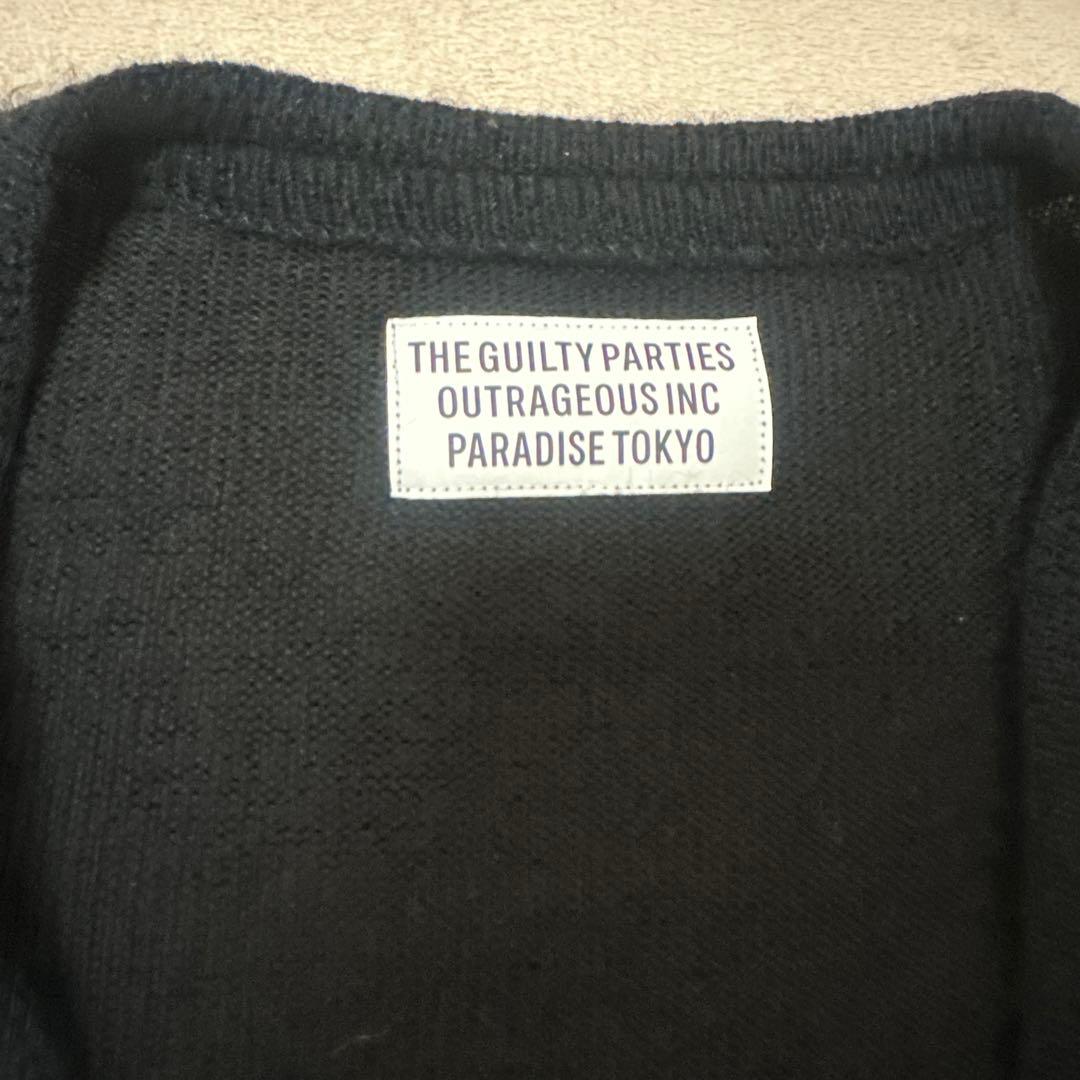 THE GUILTY PARTIES
OUTRAGEOUS INC
PARADISE TOKYO